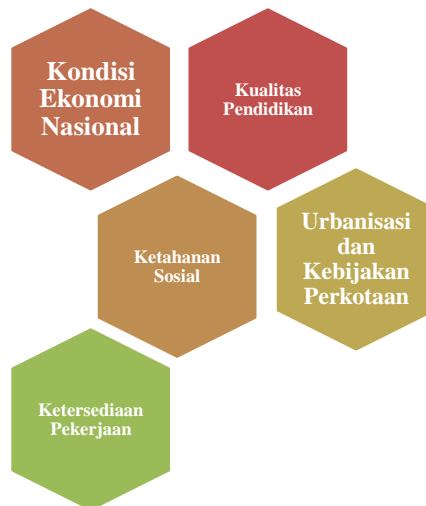 Kondisi
Ekonomi
Nasional
Kualitas
Pendidikan
Ketahanan
Sosial
Urbanisasi
dan
Kebijakan
Perkotaan
Ketersediaan
Pekerjaan